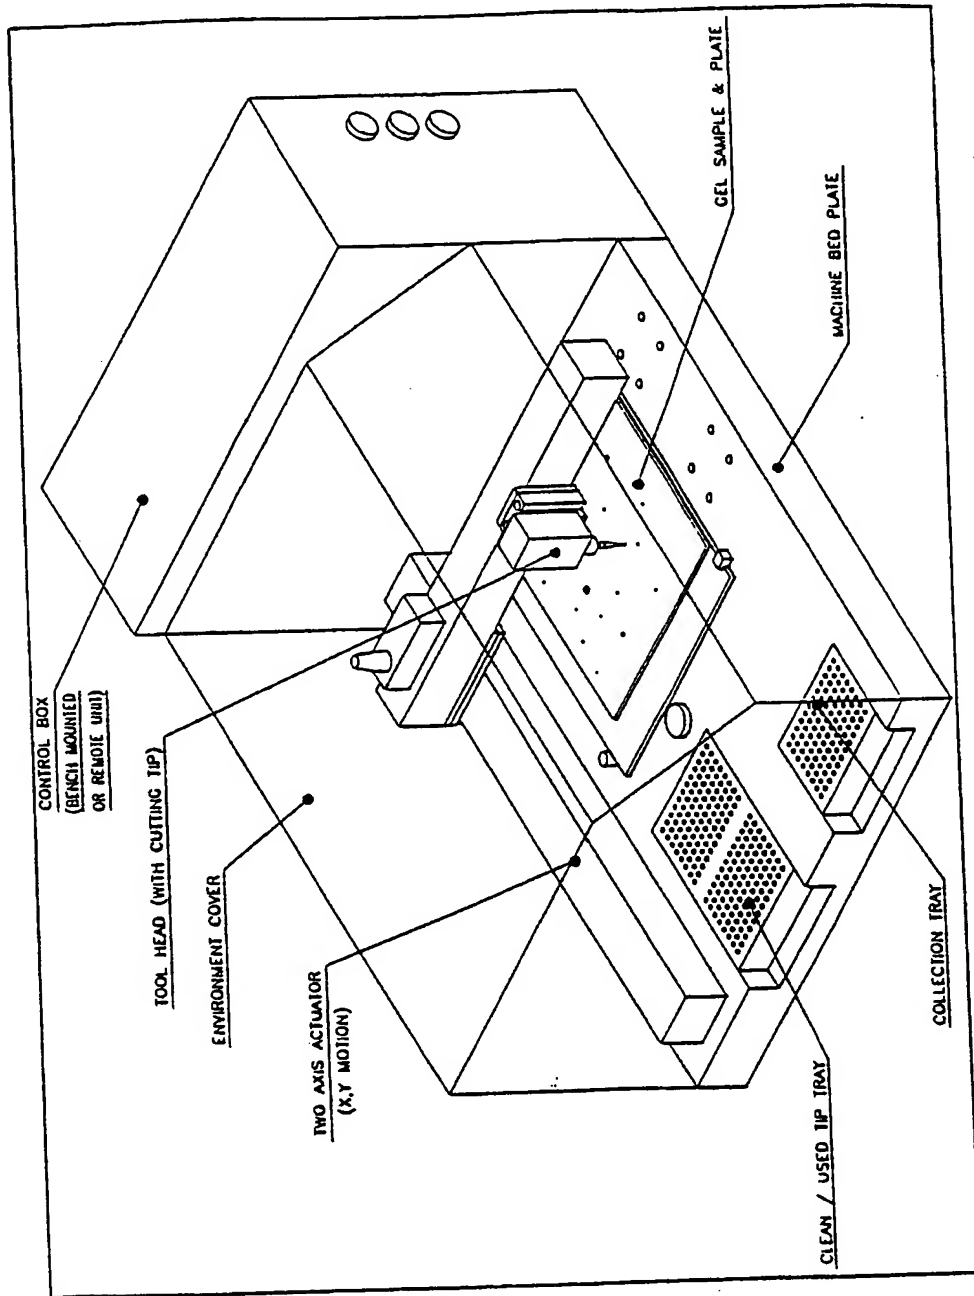 CONTROL BOX
(BENCH MOUNTED
OR REMOTE UNIT)
TOOL HEAD (WITH CUTTING TIP)
ENVIRONMENT COVER
TWO AXIS ACTUATOR
(X,Y MOTION)
GEL SAMPLE & PLATE
MACHINE BED PLATE
COLLECTION TRAY
CLEAN / USED TIP TRAY